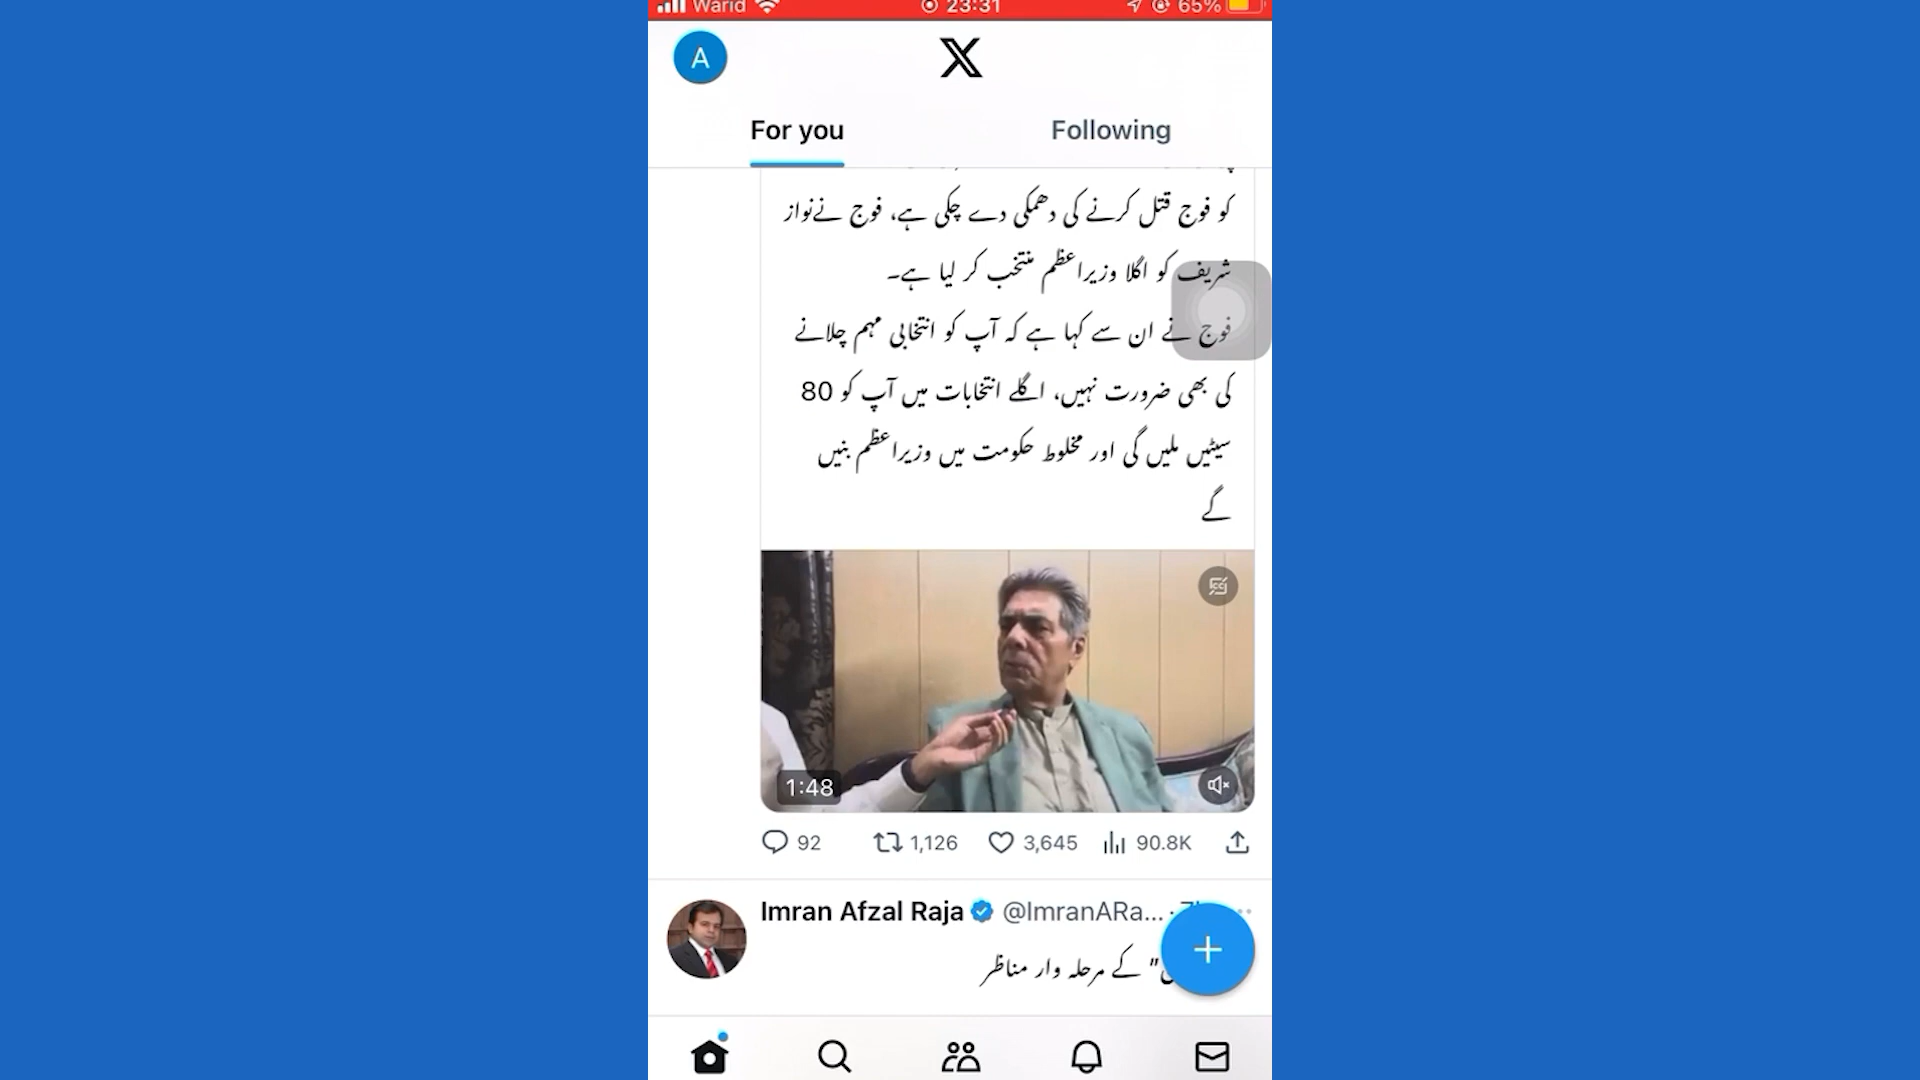 Warid 23:31 65%
A
For you Following
کو فوج قتل کرنے کی دھمکی دے چکی ہے، فوج نےنواز
شریف کو اگلا وزیراعظم منتخب کر لیا ہے۔
فوج نے ان سے کہا ہے کہ آپ کو انتخابی مہم چلانے
کی بھی ضرورت نہیں، اگلے انتخابات میں آپ کو 80
سیٹیں ملیں گی اور مخلوط حکومت میں وزیراعظم بنیں
گے
1:48
92 1,126 3,645 90.8K
Imran Afzal Raja @ImranARa... ·
" کے مرحلہ وار مناظر